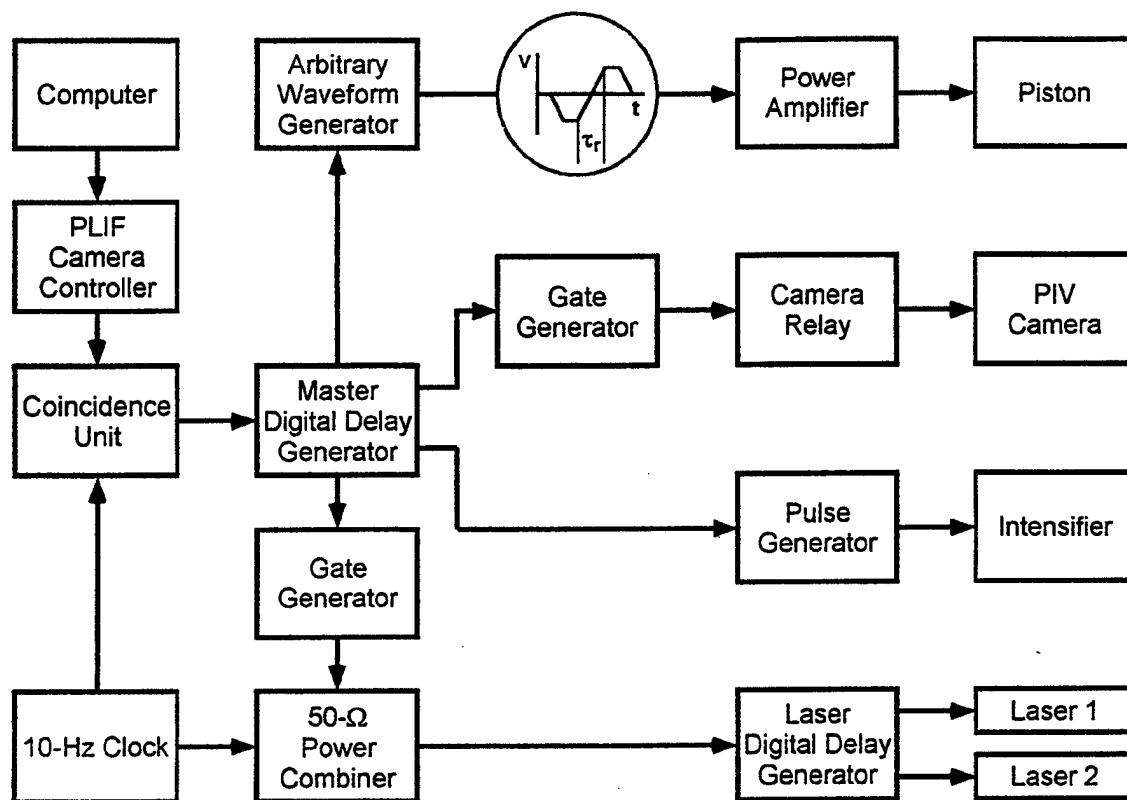 Computer
Arbitrary
Waveform
Generator
V
t
τr
Power
Amplifier
Piston
PLIF
Camera
Controller
Gate
Generator
Camera
Relay
PIV
Camera
Coincidence
Unit
Master
Digital Delay
Generator
Pulse
Generator
Intensifier
Gate
Generator
10-Hz Clock
50-Ω
Power
Combiner
Laser
Digital Delay
Generator
Laser 1
Laser 2